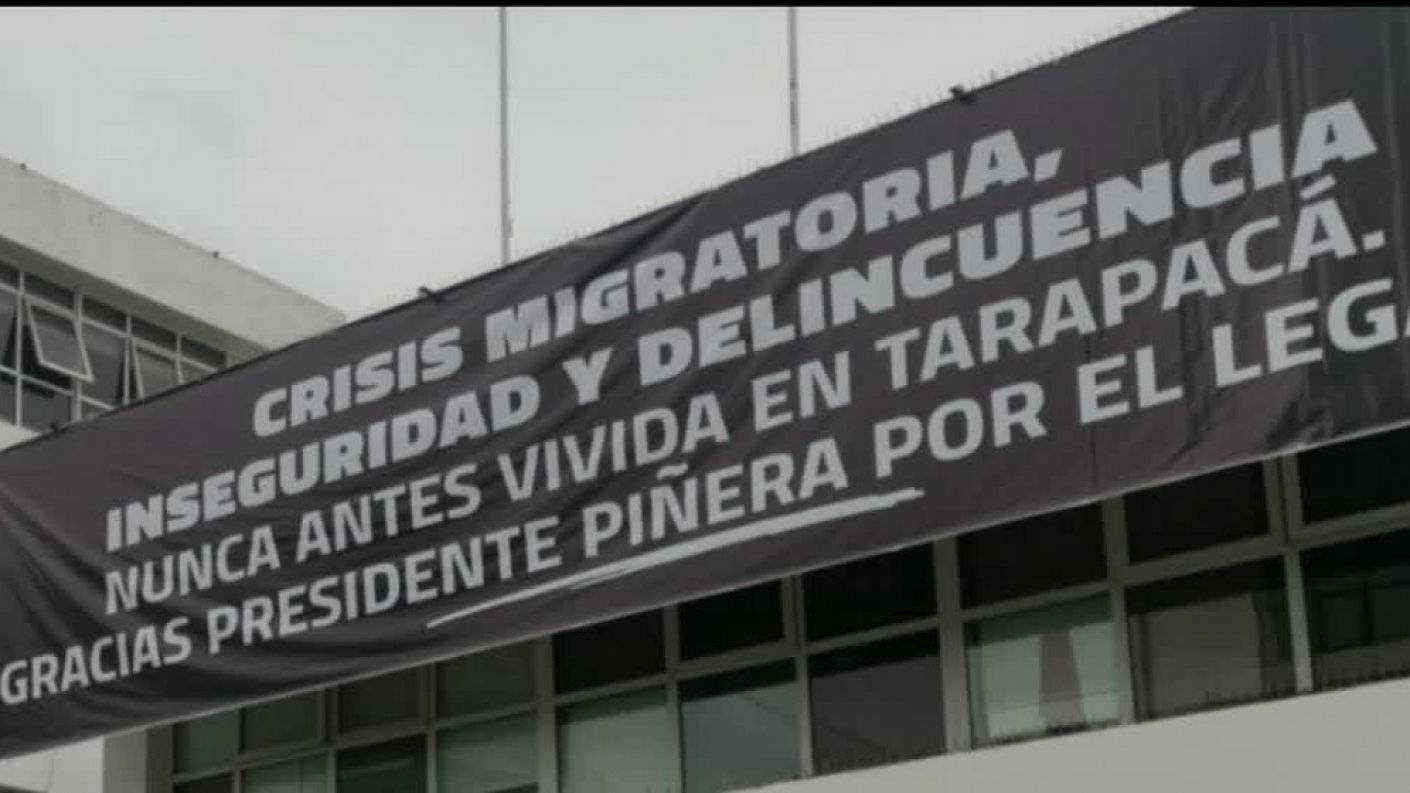 CRISIS MIGRATORIA,
INSEGURIDAD Y DELINCUENCIA
NUNCA ANTES VIVIDA EN TARAPACÁ.
GRACIAS PRESIDENTE PIÑERA POR EL LEGA